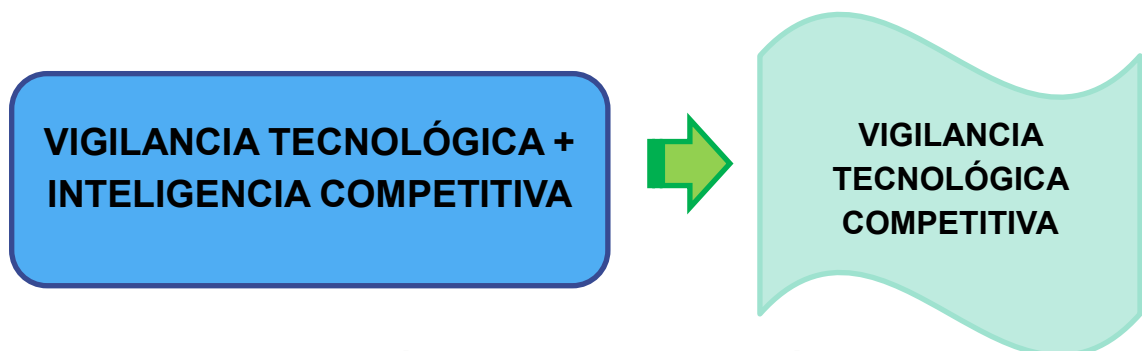 VIGILANCIA TECNOLÓGICA +
INTELIGENCIA COMPETITIVA
VIGILANCIA
TECNOLÓGICA
COMPETITIVA